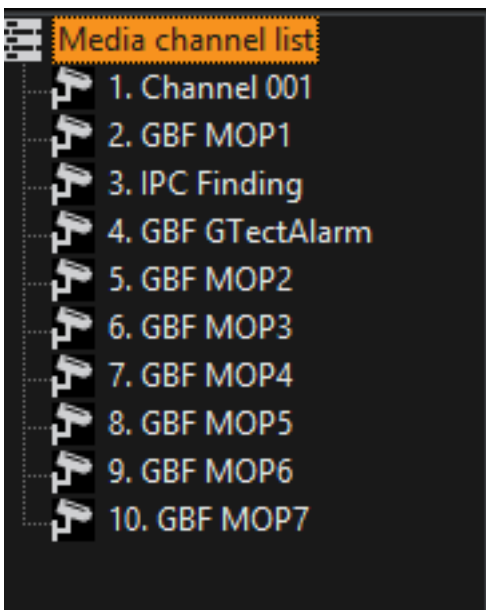 Media channel list
1. Channel 001
2. GBF MOP1
3. IPC Finding
4. GBF GTectAlarm
5. GBF MOP2
6. GBF MOP3
7. GBF MOP4
8. GBF MOP5
9. GBF MOP6
10. GBF MOP7